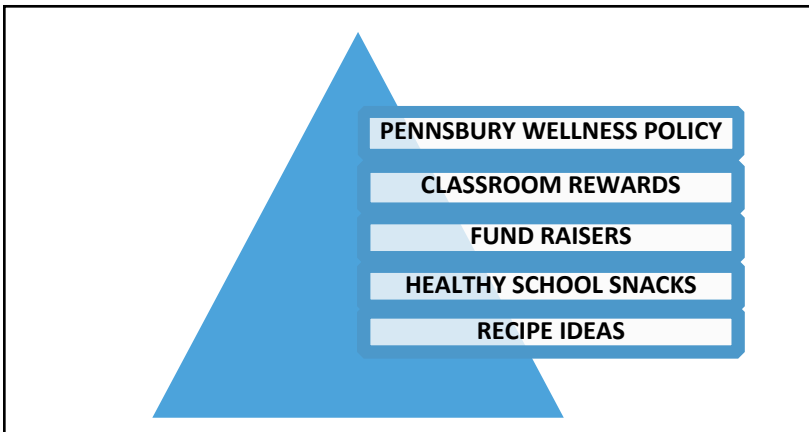 PENNSBURY WELLNESS POLICY
CLASSROOM REWARDS
FUND RAISERS
HEALTHY SCHOOL SNACKS
RECIPE IDEAS